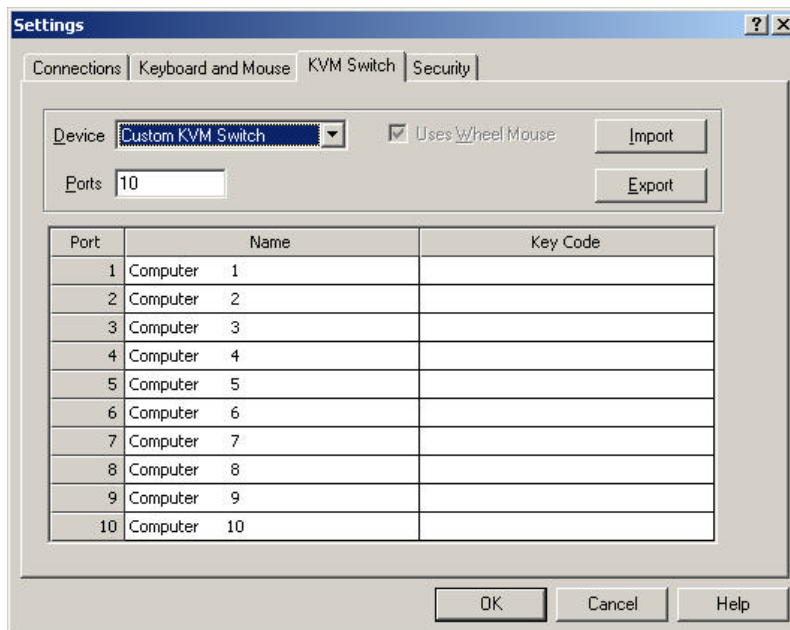 Settings
Connections Keyboard and Mouse KVM Switch Security
Device Custom KVM Switch Uses Wheel Mouse Import
Ports 10 Export
Port Name Key Code
1 Computer 1
2 Computer 2
3 Computer 3
4 Computer 4
5 Computer 5
6 Computer 6
7 Computer 7
8 Computer 8
9 Computer 9
10 Computer 10
OK Cancel Help